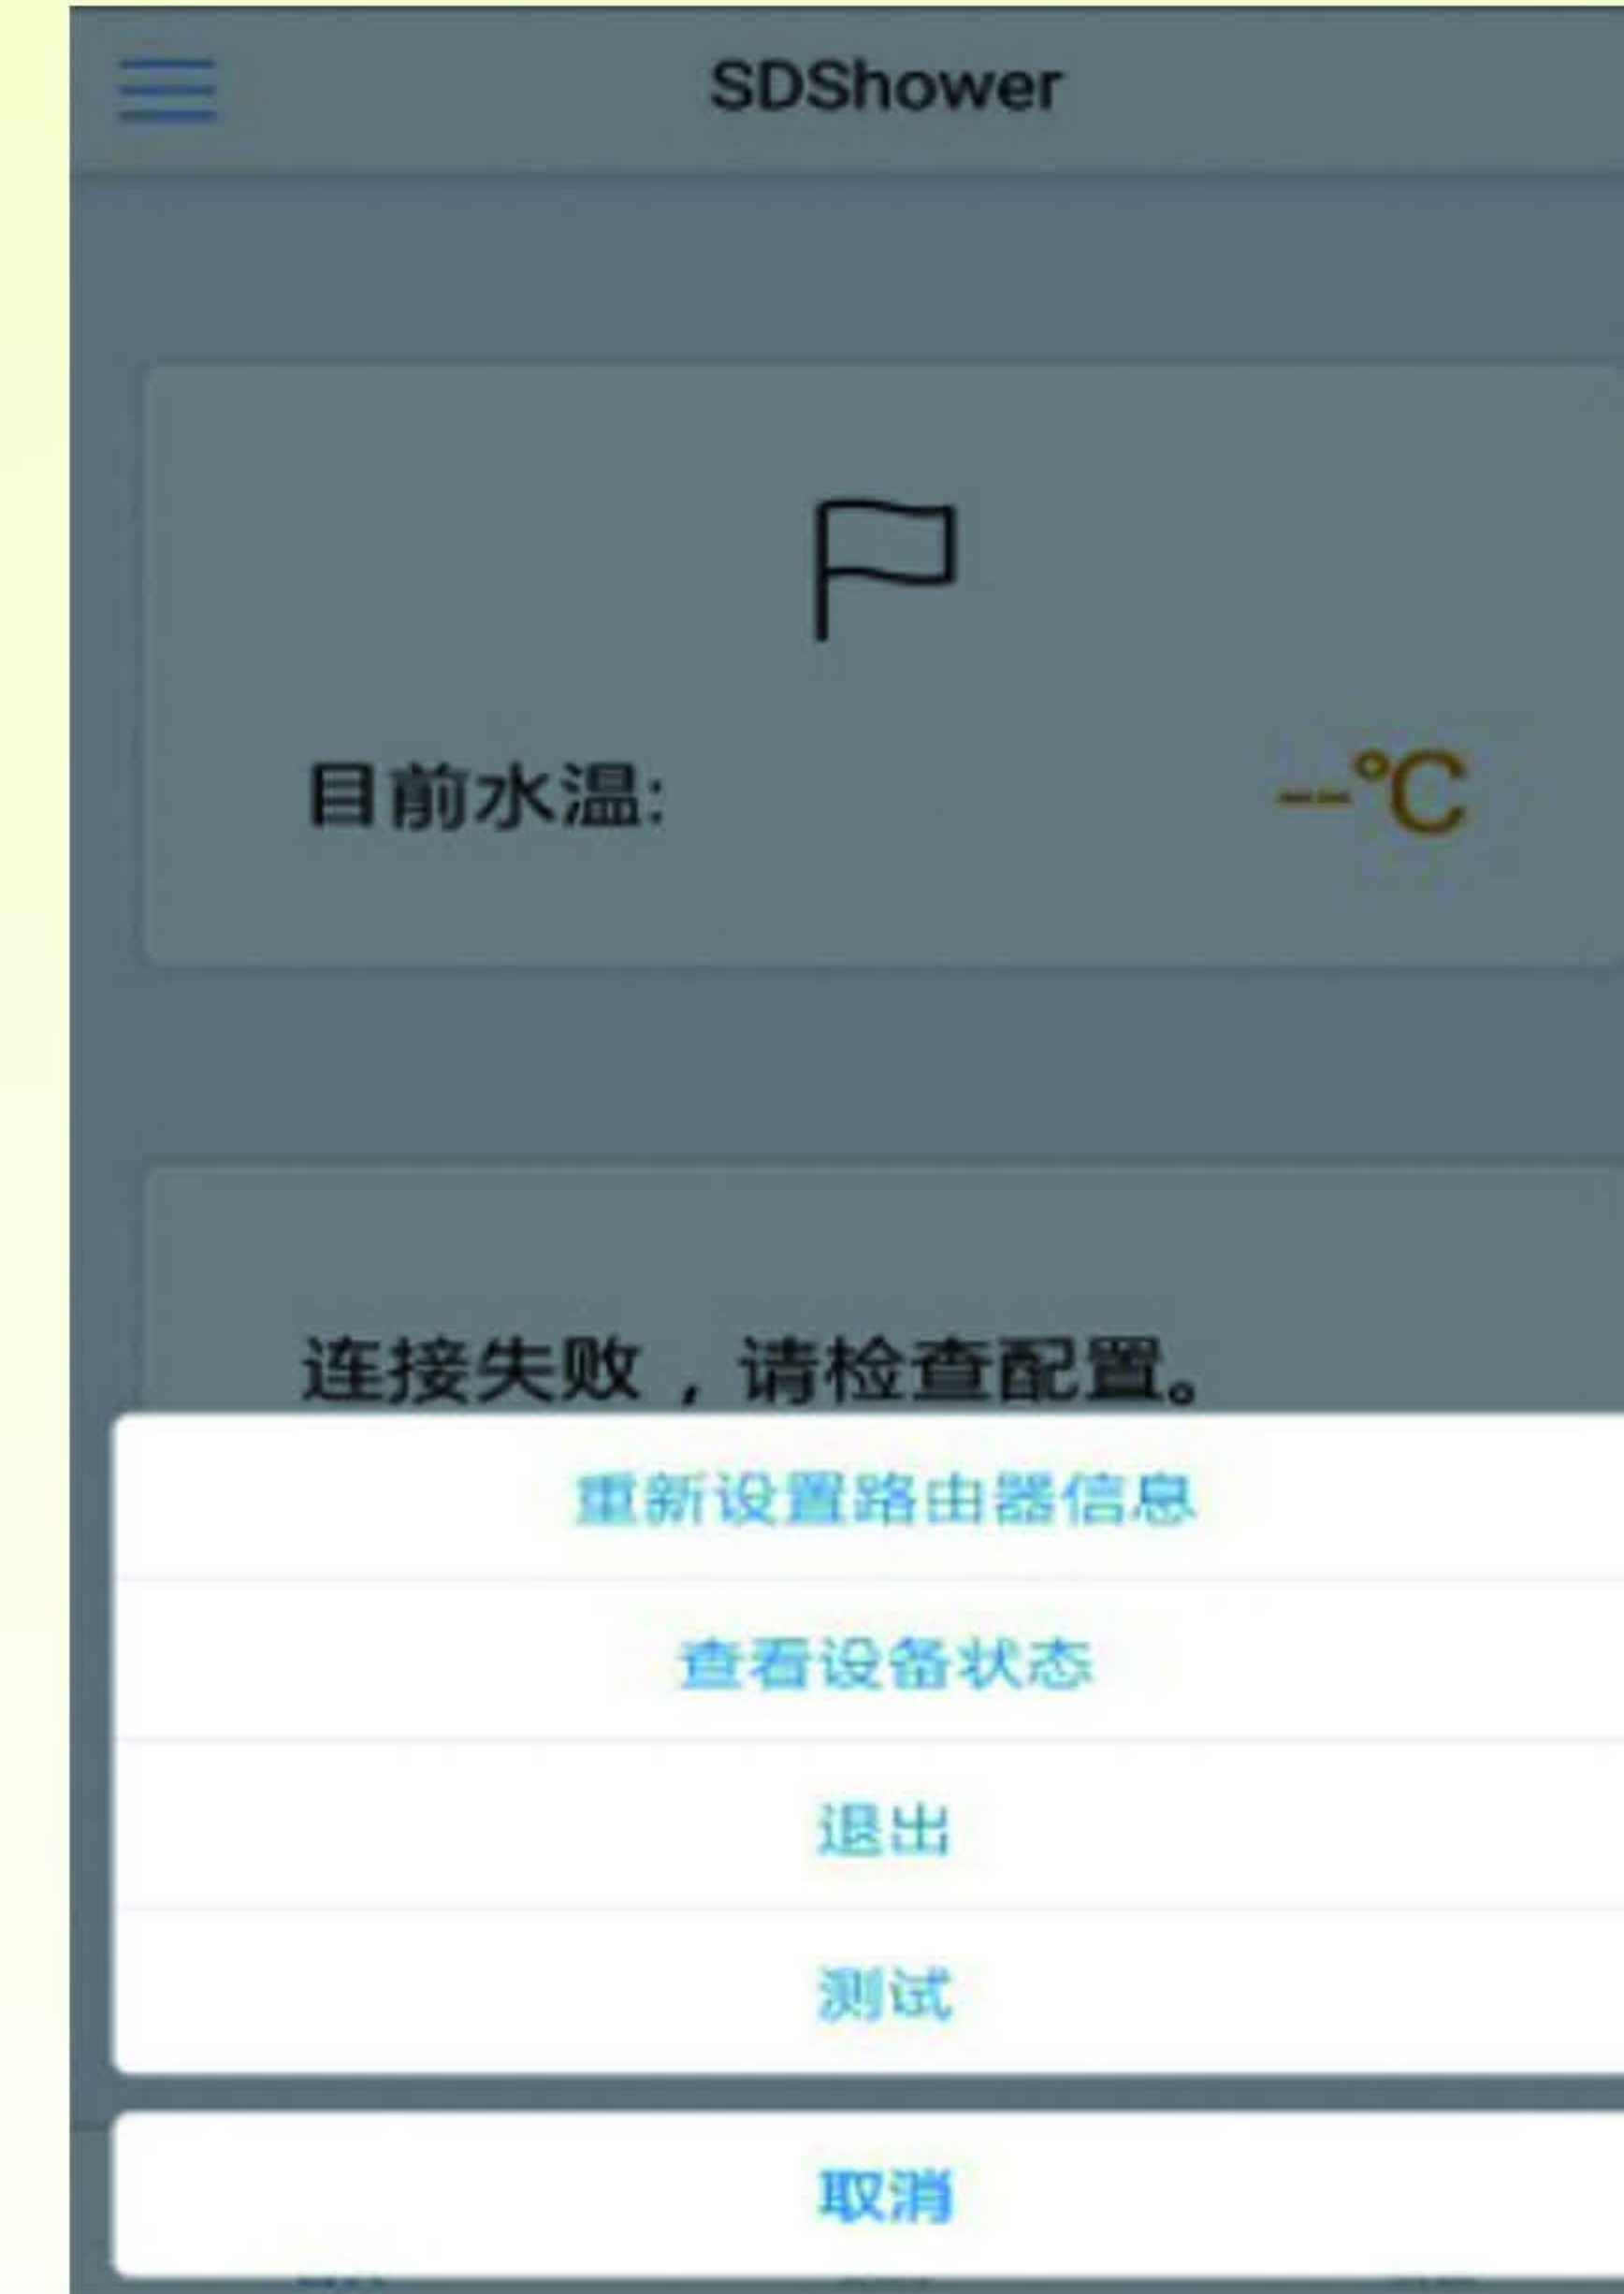 SDShower
目前水温:
--℃
连接失败，请检查配置。
重新设置路由器信息
查看设备状态
退出
测试
取消